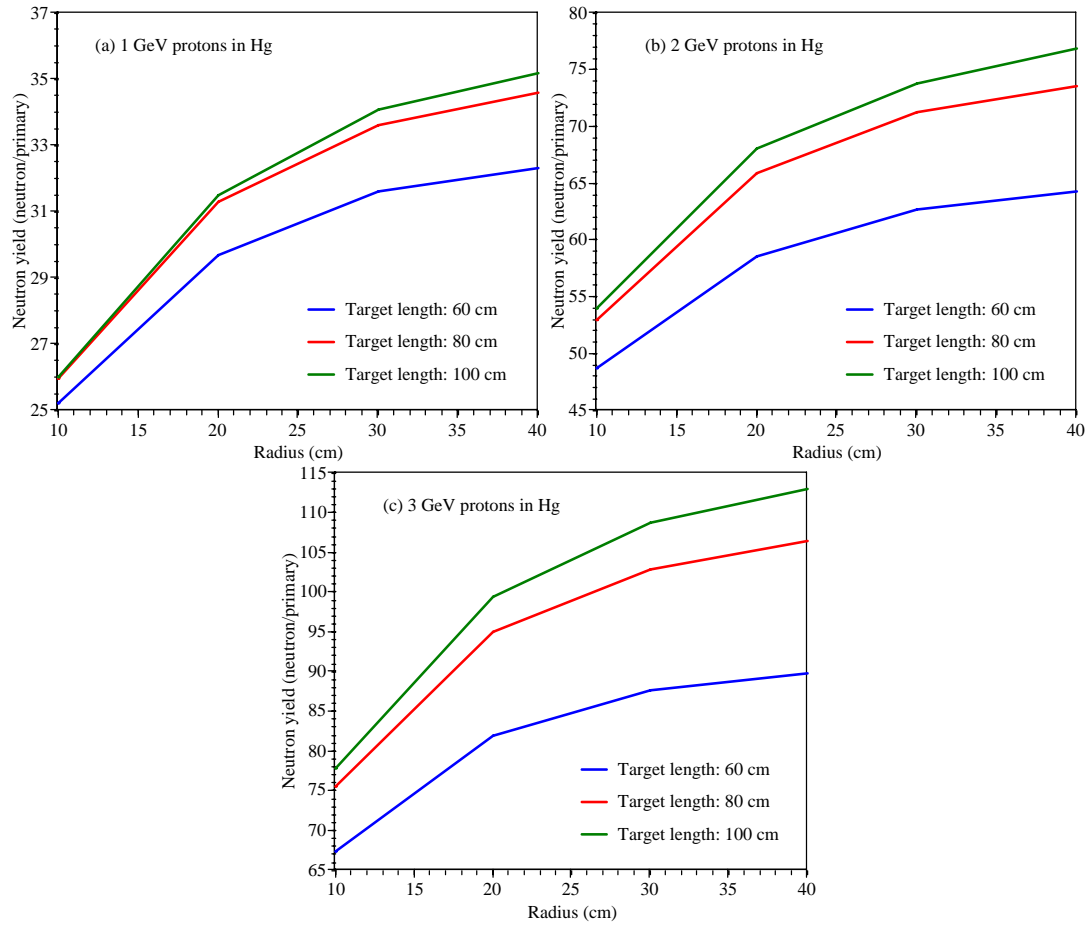 (a) 1 GeV protons in Hg
Neutron yield (neutron/primary)
37
35
33
31
29
27
25
Target length: 60 cm
Target length: 80 cm
Target length: 100 cm
10 15 20 25 30 35 40
Radius (cm)
(b) 2 GeV protons in Hg
Neutron yield (neutron/primary)
80
75
70
65
60
55
50
45
Target length: 60 cm
Target length: 80 cm
Target length: 100 cm
10 15 20 25 30 35 40
Radius (cm)
(c) 3 GeV protons in Hg
Neutron yield (neutron/primary)
115
110
105
100
95
90
85
80
75
70
65
Target length: 60 cm
Target length: 80 cm
Target length: 100 cm
10 15 20 25 30 35 40
Radius (cm)